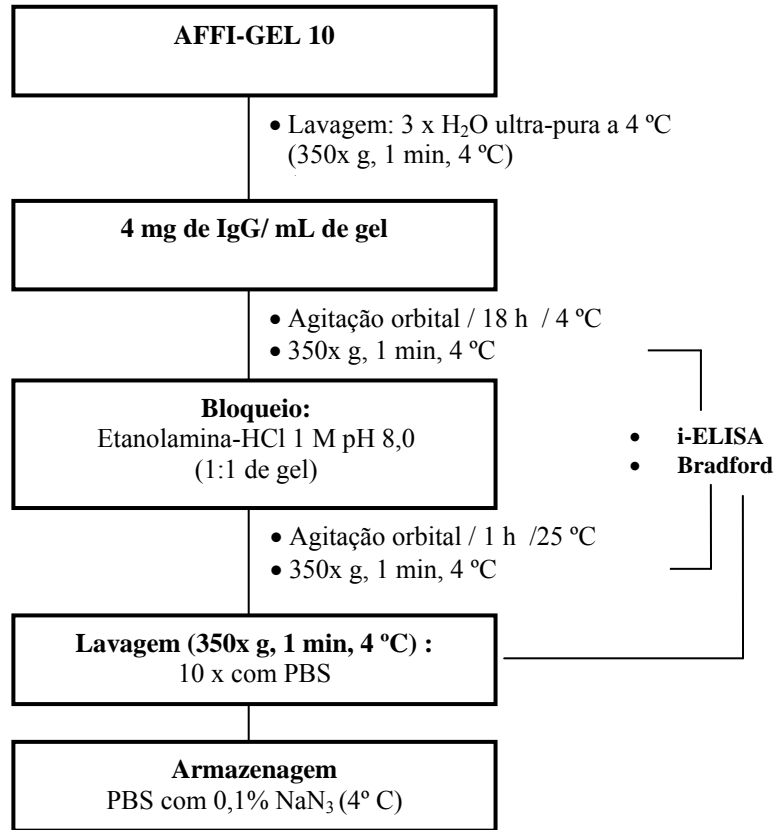 AFFI-GEL 10
• Lavagem: 3 x H₂O ultra-pura a 4 ºC
(350x g, 1 min, 4 ºC)
4 mg de IgG/ mL de gel
• Agitação orbital / 18 h / 4 ºC
• 350x g, 1 min, 4 ºC
Bloqueio:
Etanolamina-HCl 1 M pH 8,0
(1:1 de gel)
• i-ELISA
• Bradford
• Agitação orbital / 1 h /25 ºC
• 350x g, 1 min, 4 ºC
Lavagem (350x g, 1 min, 4 ºC) :
10 x com PBS
Armazenagem
PBS com 0,1% NaN₃ (4º C)